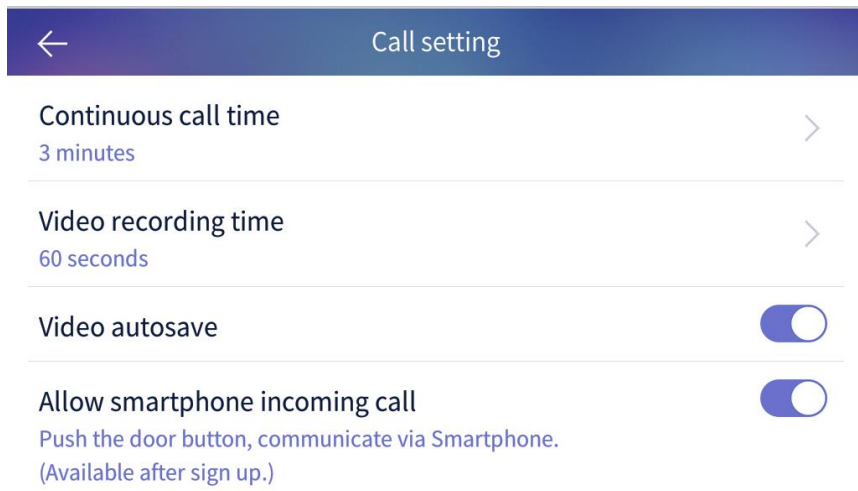 Call setting
Continuous call time
3 minutes
Video recording time
60 seconds
Video autosave
Allow smartphone incoming call
Push the door button, communicate via Smartphone.
(Available after sign up.)